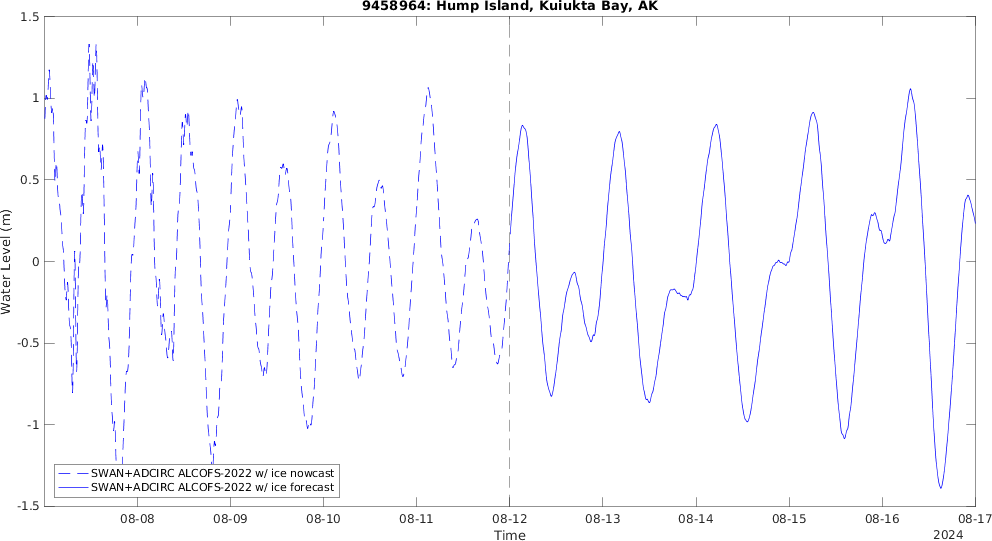 9458964: Hump Island, Kuiukta Bay, AK
1.5
1
0.5
0
-0.5
-1
-1.5
Water Level (m)
SWAN+ADCIRC ALCOFS-2022 w/ ice nowcast
SWAN+ADCIRC ALCOFS-2022 w/ ice forecast
08-08 08-09 08-10 08-11 08-12 08-13 08-14 08-15 08-16 08-17
Time
2024